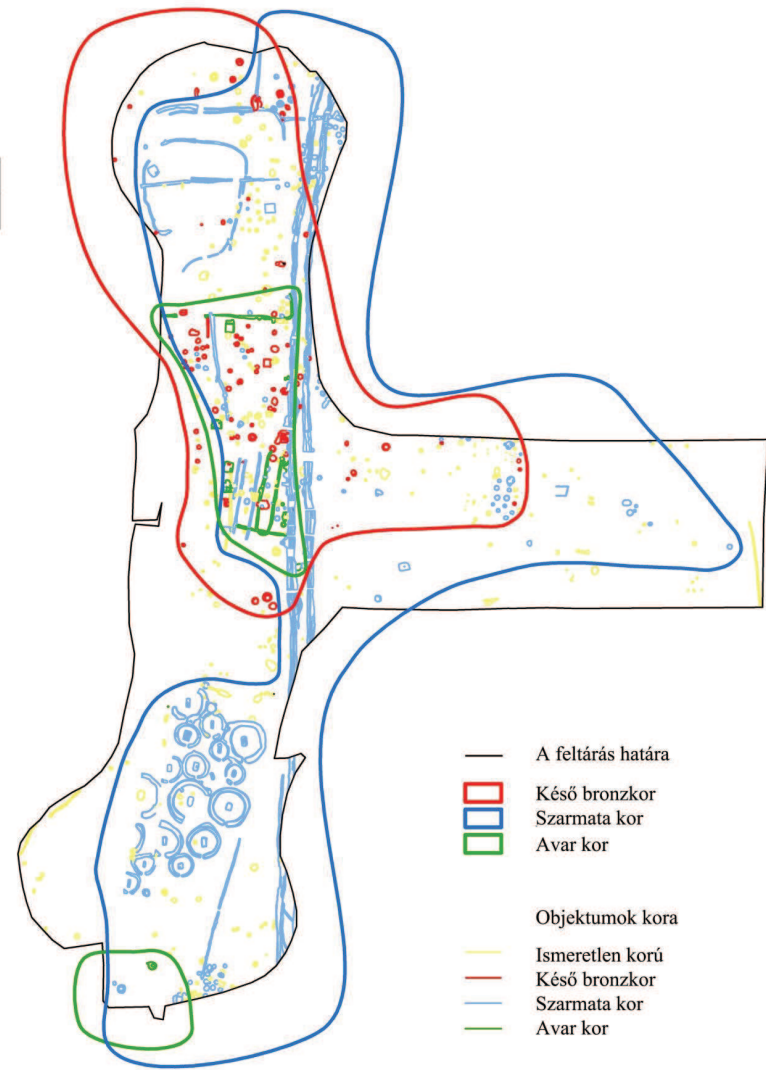 A feltárás határa
Késő bronzkor
Szarmata kor
Avar kor
Objektumok kora
Ismeretlen korú
Késő bronzkor
Szarmata kor
Avar kor